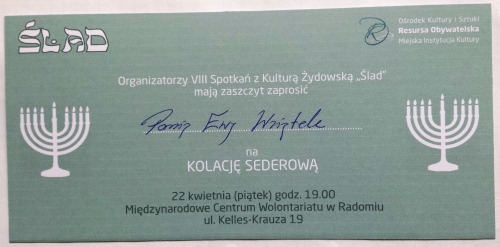 ŚLAD
Ośrodek Kultury i Sztuki
Resursa Obywatelska
Miejska Instytucja Kultury
Organizatorzy VIII Spotkań z Kulturą Żydowską „Ślad”
mają zaszczyt zaprosić
Panią Ewę
na
KOLACJĘ SEDEROWĄ
22 kwietnia (piątek) godz. 19.00
Międzynarodowe Centrum Wolontariatu w Radomiu
ul. Kelles-Krauza 19